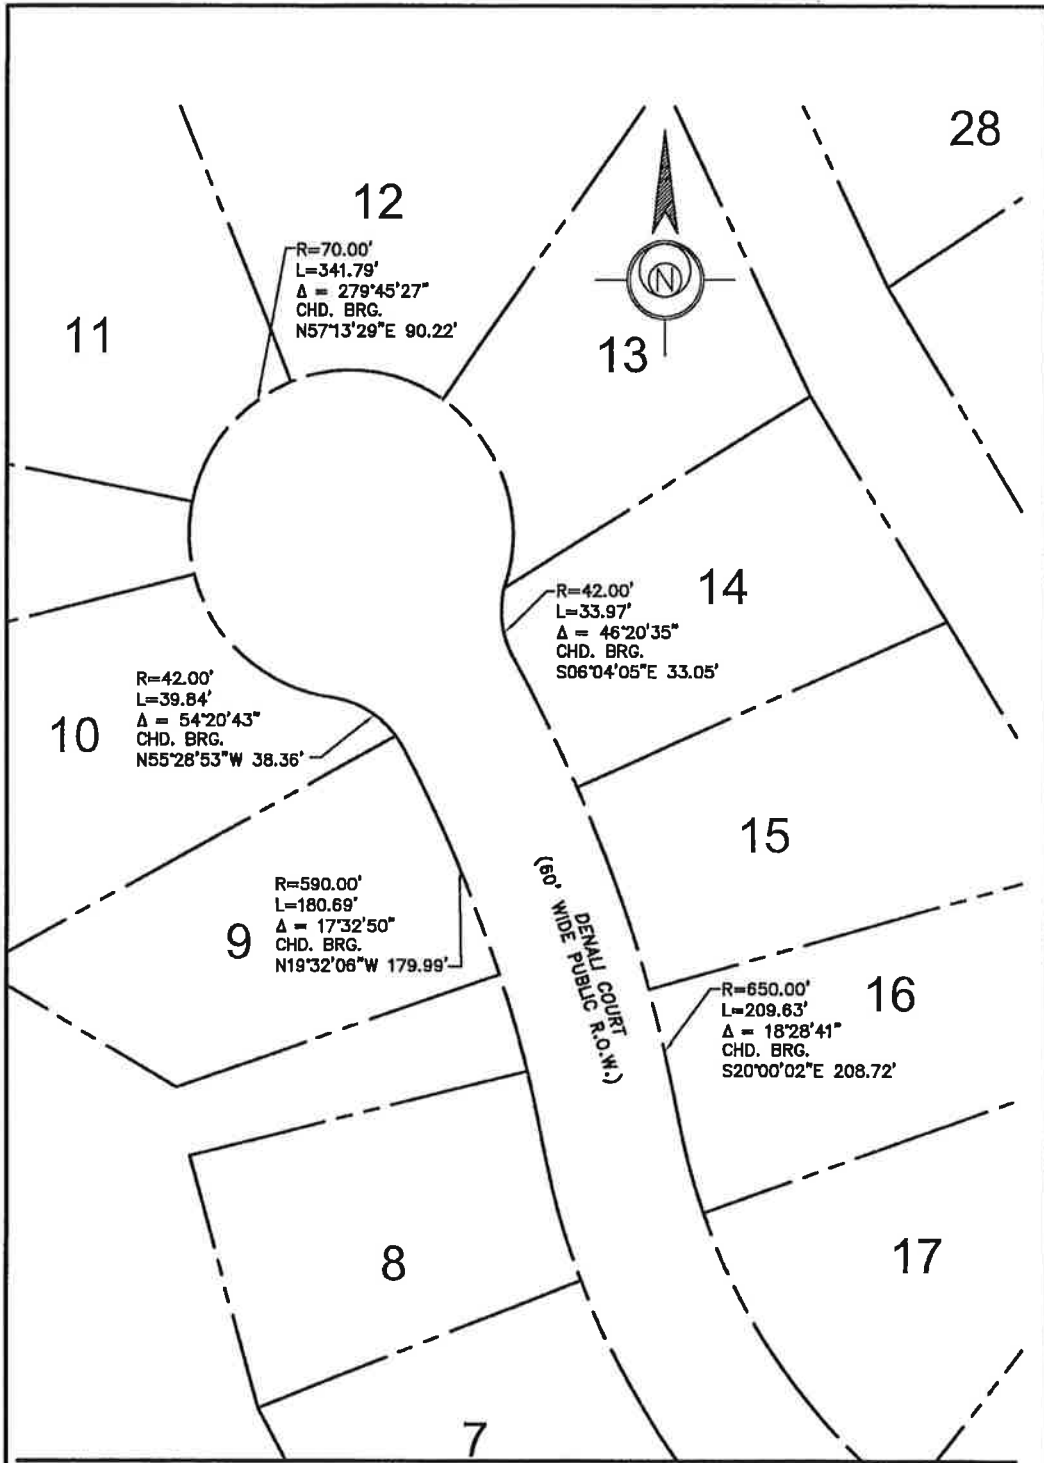 28
12
R=70.00'
L=341.79'
Δ = 279°45'27"
CHD. BRG.
N57°13'29"E 90.22'
11
N
13
14
R=42.00'
L=33.97'
Δ = 46°20'35"
CHD. BRG.
S06°04'05"E 33.05'
R=42.00'
L=39.84'
Δ = 54°20'43"
CHD. BRG.
N55°28'53"W 38.36'
10
15
R=590.00'
L=180.69'
Δ = 17°32'50"
CHD. BRG.
N19°32'06"W 179.99'
9
DENALI COURT
(60' WIDE PUBLIC R.O.W.)
R=650.00'
L=209.63'
Δ = 18°28'41"
CHD. BRG.
S20°00'02"E 208.72'
16
8
17
7